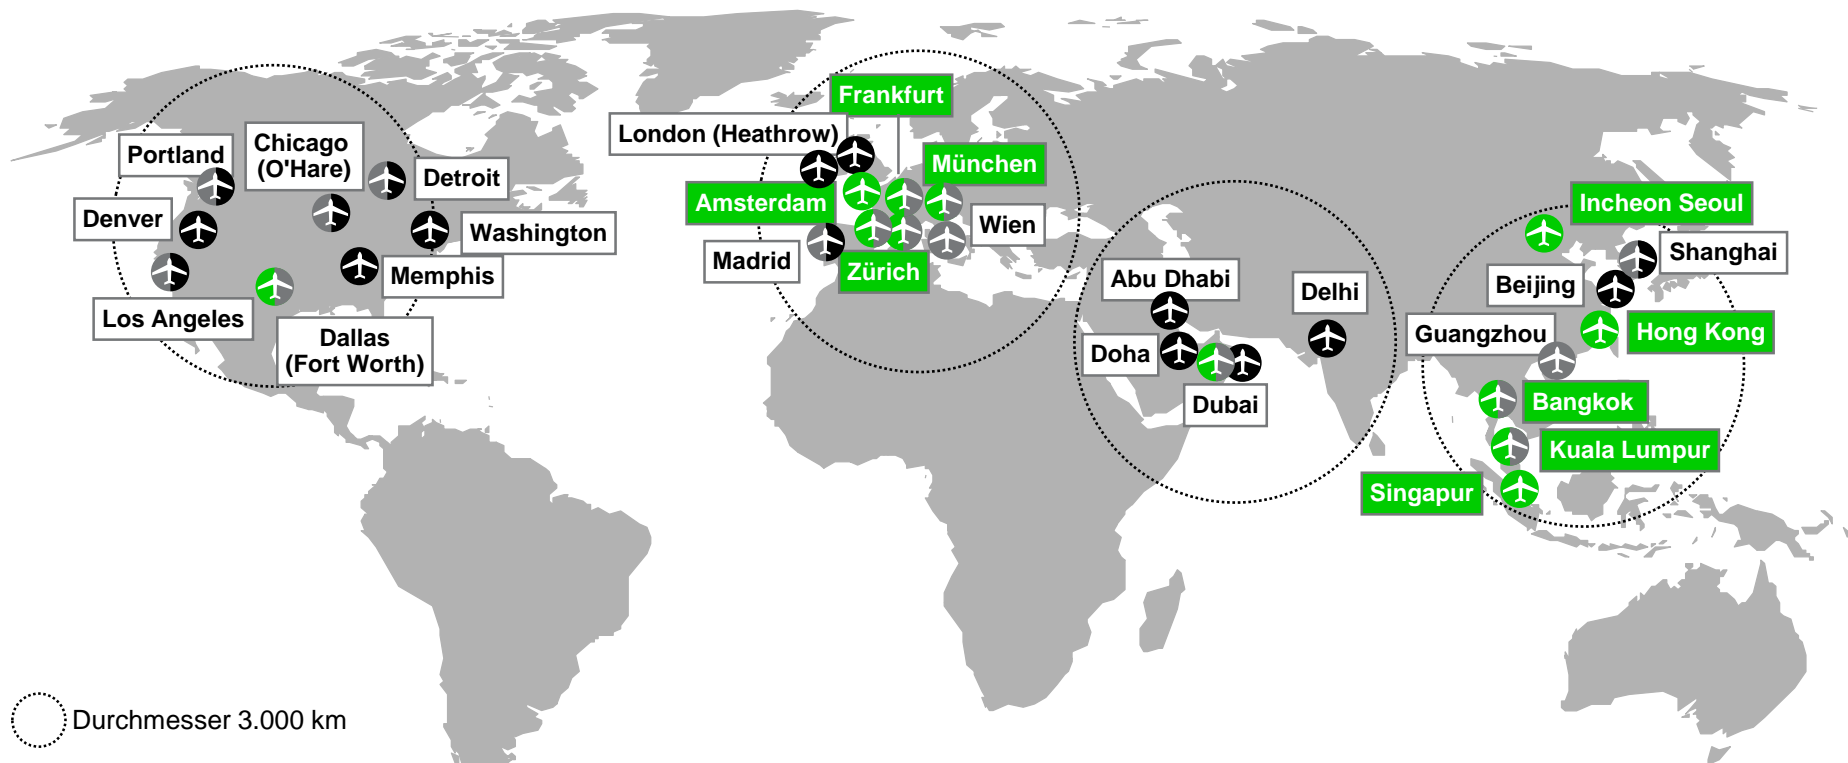 Frankfurt
London (Heathrow)
Portland
Chicago
(O'Hare)
Detroit
München
Amsterdam
Denver
Washington
Wien
Madrid
Zürich
Memphis
Los Angeles
Dallas
(Fort Worth)
Abu Dhabi
Delhi
Doha
Dubai
Incheon Seoul
Shanghai
Beijing
Guangzhou
Hong Kong
Bangkok
Kuala Lumpur
Singapur
Durchmesser 3.000 km